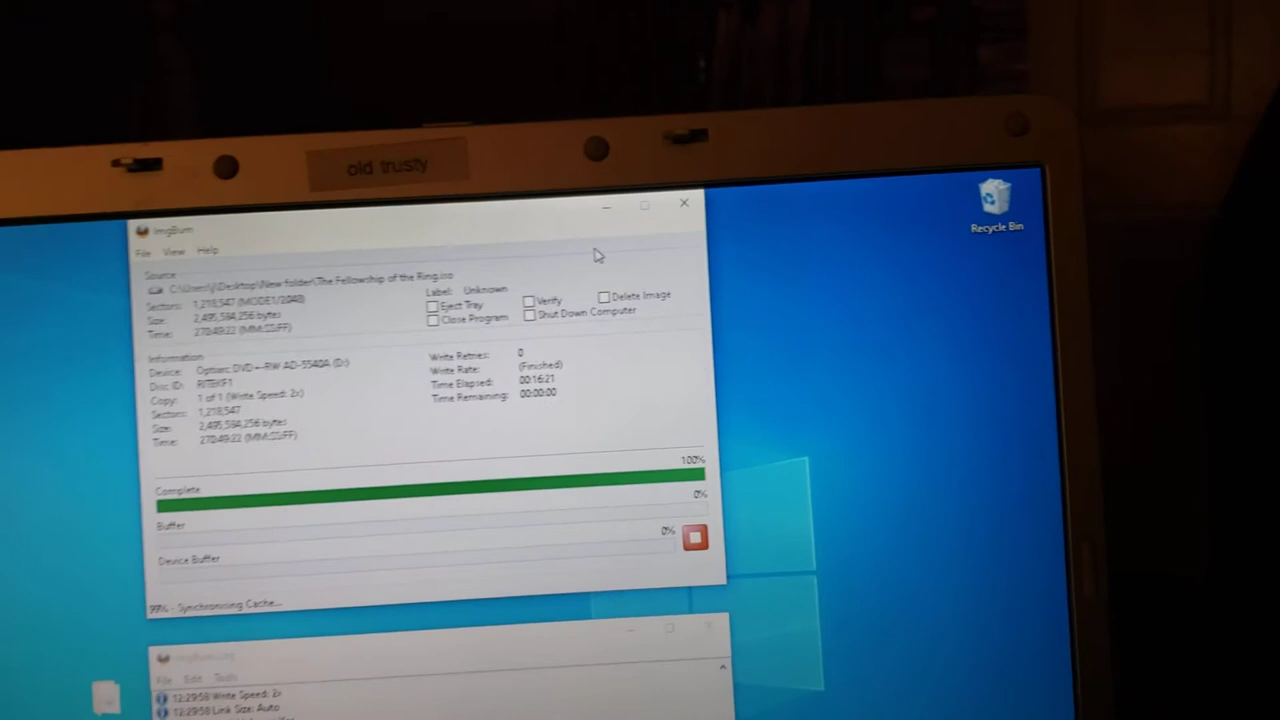 old trusty
Recycle Bin
ImgBurn
File View Help
Source
C:\Users\j\Desktop\New folder\The Fellowship of the Ring.iso
Label: Unknown
Sectors: 1,218,547 (MODE1/2048)
Eject Tray Verify Delete Image
Size: 2,495,584,256 bytes
Close Program Shut Down Computer
Time: 270:49:22 (MM:SS:FF)
Information
Device: Optiarc DVD+-RW AD-5540A (D:)
Write Retries: 0
Disc ID: RITEKF1
Write Rate: (Finished)
Copy: 1 of 1 (Write Speed: 2x)
Time Elapsed: 00:16:21
Sectors: 1,218,547
Time Remaining: 00:00:00
Size: 2,495,584,256 bytes
Time: 270:49:22 (MM:SS:FF)
100%
Complete
0%
Buffer
0%
Device Buffer
99% - Synchronising Cache...
File Edit Tools
12:29:58 Write Speed: 2x
12:29:58 Link Size: Auto